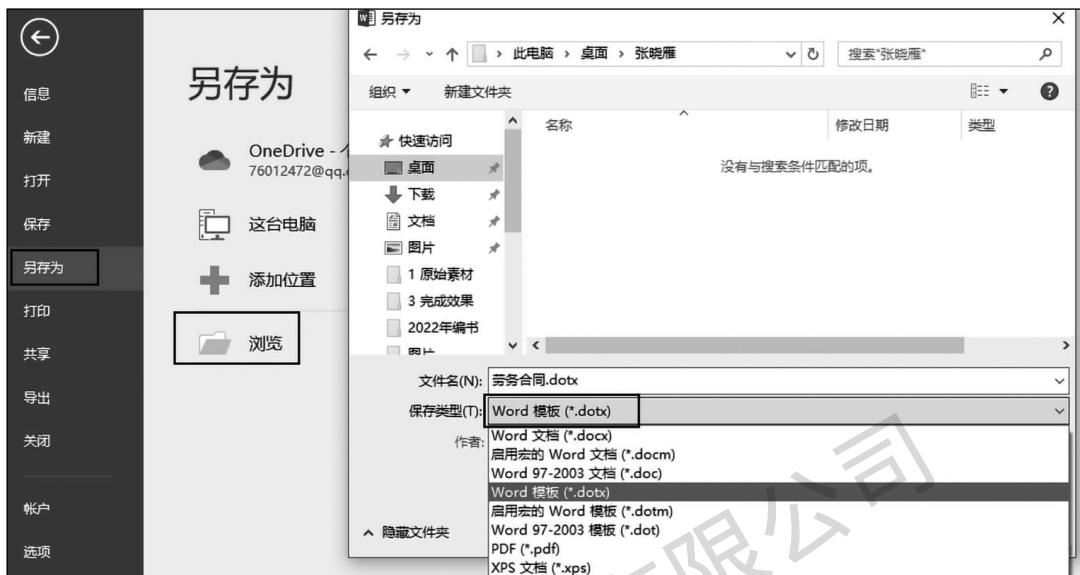 信息
新建
打开
保存
另存为
打印
共享
导出
关闭
帐户
选项
另存为
OneDrive -
76012472@qq.
这台电脑
添加位置
浏览
另存为
此电脑 › 桌面 › 张晓雁
搜索"张晓雁"
组织 新建文件夹
快速访问
桌面
下载
文档
图片
1 原始素材
3 完成效果
2022年编书
图片
名称 修改日期 类型
没有与搜索条件匹配的项。
文件名(N): 劳务合同.dotx
保存类型(T): Word 模板 (*.dotx)
作者:
Word 文档 (*.docx)
启用宏的 Word 文档 (*.docm)
Word 97-2003 文档 (*.doc)
Word 模板 (*.dotx)
启用宏的 Word 模板 (*.dotm)
Word 97-2003 模板 (*.dot)
PDF (*.pdf)
XPS 文档 (*.xps)
隐藏文件夹
有限公司